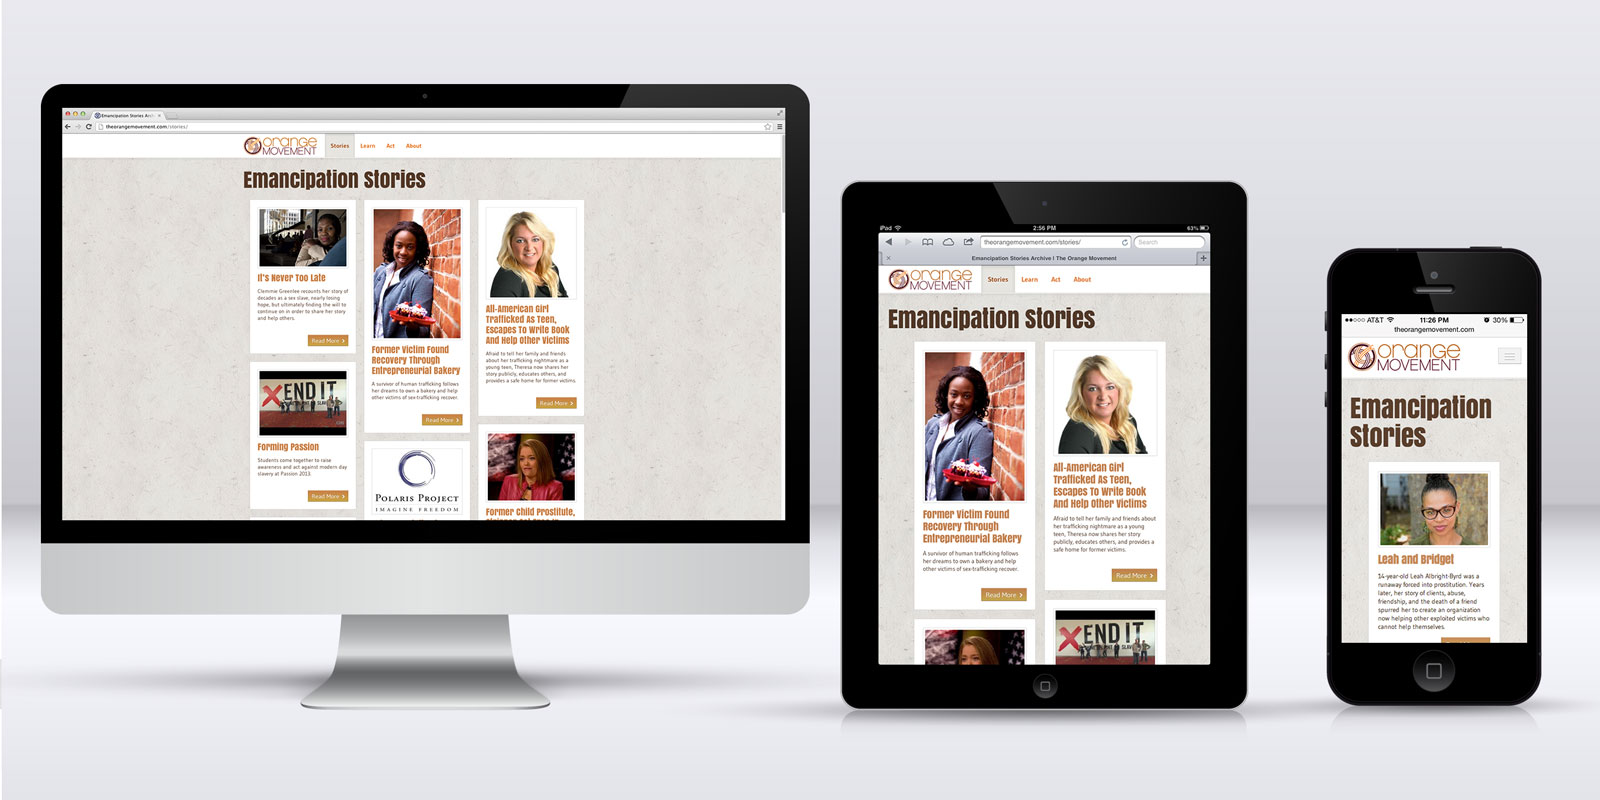 Emancipation Stories Arch
theorangemovement.com/stories/
orange
MOVEMENT
Stories
Learn
Act
About
Emancipation Stories
It's Never Too Late
Clemmie Greenlee recounts her story of
decades as a sex slave, nearly losing
hope, but ultimately finding the will to
continue on in order to share her story
and help others.
Read More >
XEND IT
Forming Passion
Students come together to raise
awareness and act against modern day
slavery at Passion 2013.
Read More >
Former Victim Found
Recovery Through
Entrepreneurial Bakery
A survivor of human trafficking follows
her dreams to own a bakery and help
other victims of sex-trafficking recover.
Read More >
POLARIS PROJECT
IMAGINE FREEDOM
All-American Girl
Trafficked As Teen,
Escapes To Write Book
And Help Other Victims
Afraid to tell her family and friends
about her trafficking nightmare as a
young teen, Theresa now shares her
story publicly, educates others, and
provides a safe home for former victims.
Read More >
Former Child Prostitute,
iPad
2:56 PM
63%
theorangemovement.com/stories/
Search
Emancipation Stories Archive | The Orange Movement
orange
MOVEMENT
Stories
Learn
Act
About
Emancipation Stories
Former Victim Found
Recovery Through
Entrepreneurial Bakery
A survivor of human trafficking follows
her dreams to own a bakery and help
other victims of sex-trafficking recover.
Read More >
All-American Girl
Trafficked As Teen,
Escapes To Write Book
And Help Other Victims
Afraid to tell her family and friends about
her trafficking nightmare as a young
teen, Theresa now shares her story
publicly, educates others, and provides a
safe home for former victims.
Read More >
XEND IT
AT&T
11:26 PM
30%
theorangemovement.com
orange
MOVEMENT
Emancipation
Stories
Leah and Bridget
14-year-old Leah Albright-Byrd was a
runaway forced into prostitution. Years
later, her story of clients, abuse,
friendship, and the death of a friend
spurred her to create an organization
now helping other exploited victims who
cannot help themselves.